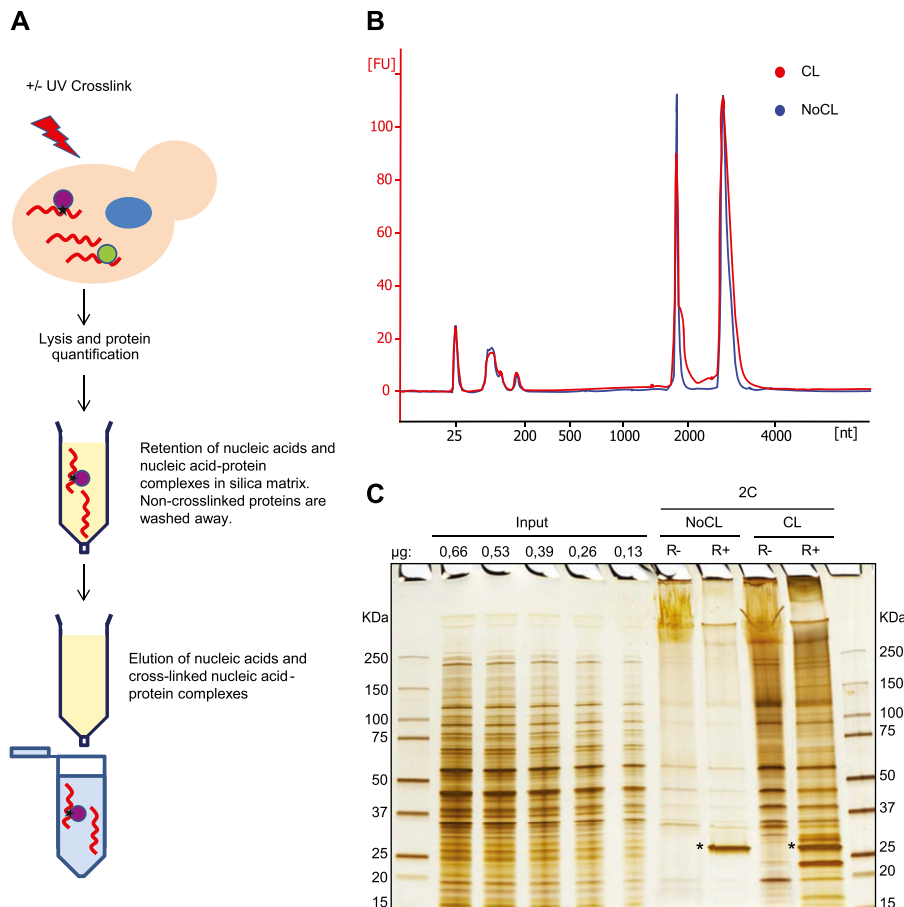 A
+/- UV Crosslink
Lysis and protein
quantification
Retention of nucleic acids and
nucleic acid-protein
complexes in silica matrix.
Non-crosslinked proteins are
washed away.
Elution of nucleic acids and
cross-linked nucleic acid-
protein complexes
B
[FU]
CL
NoCL
100
80
60
40
20
0
25 200 500 1000 2000 4000 [nt]
C
2C
Input NoCL CL
µg: 0,66 0,53 0,39 0,26 0,13 R- R+ R- R+
KDa KDa
250 250
150 150
100 100
75 75
50 50
37 37
* * 25
25
20 20
15 15